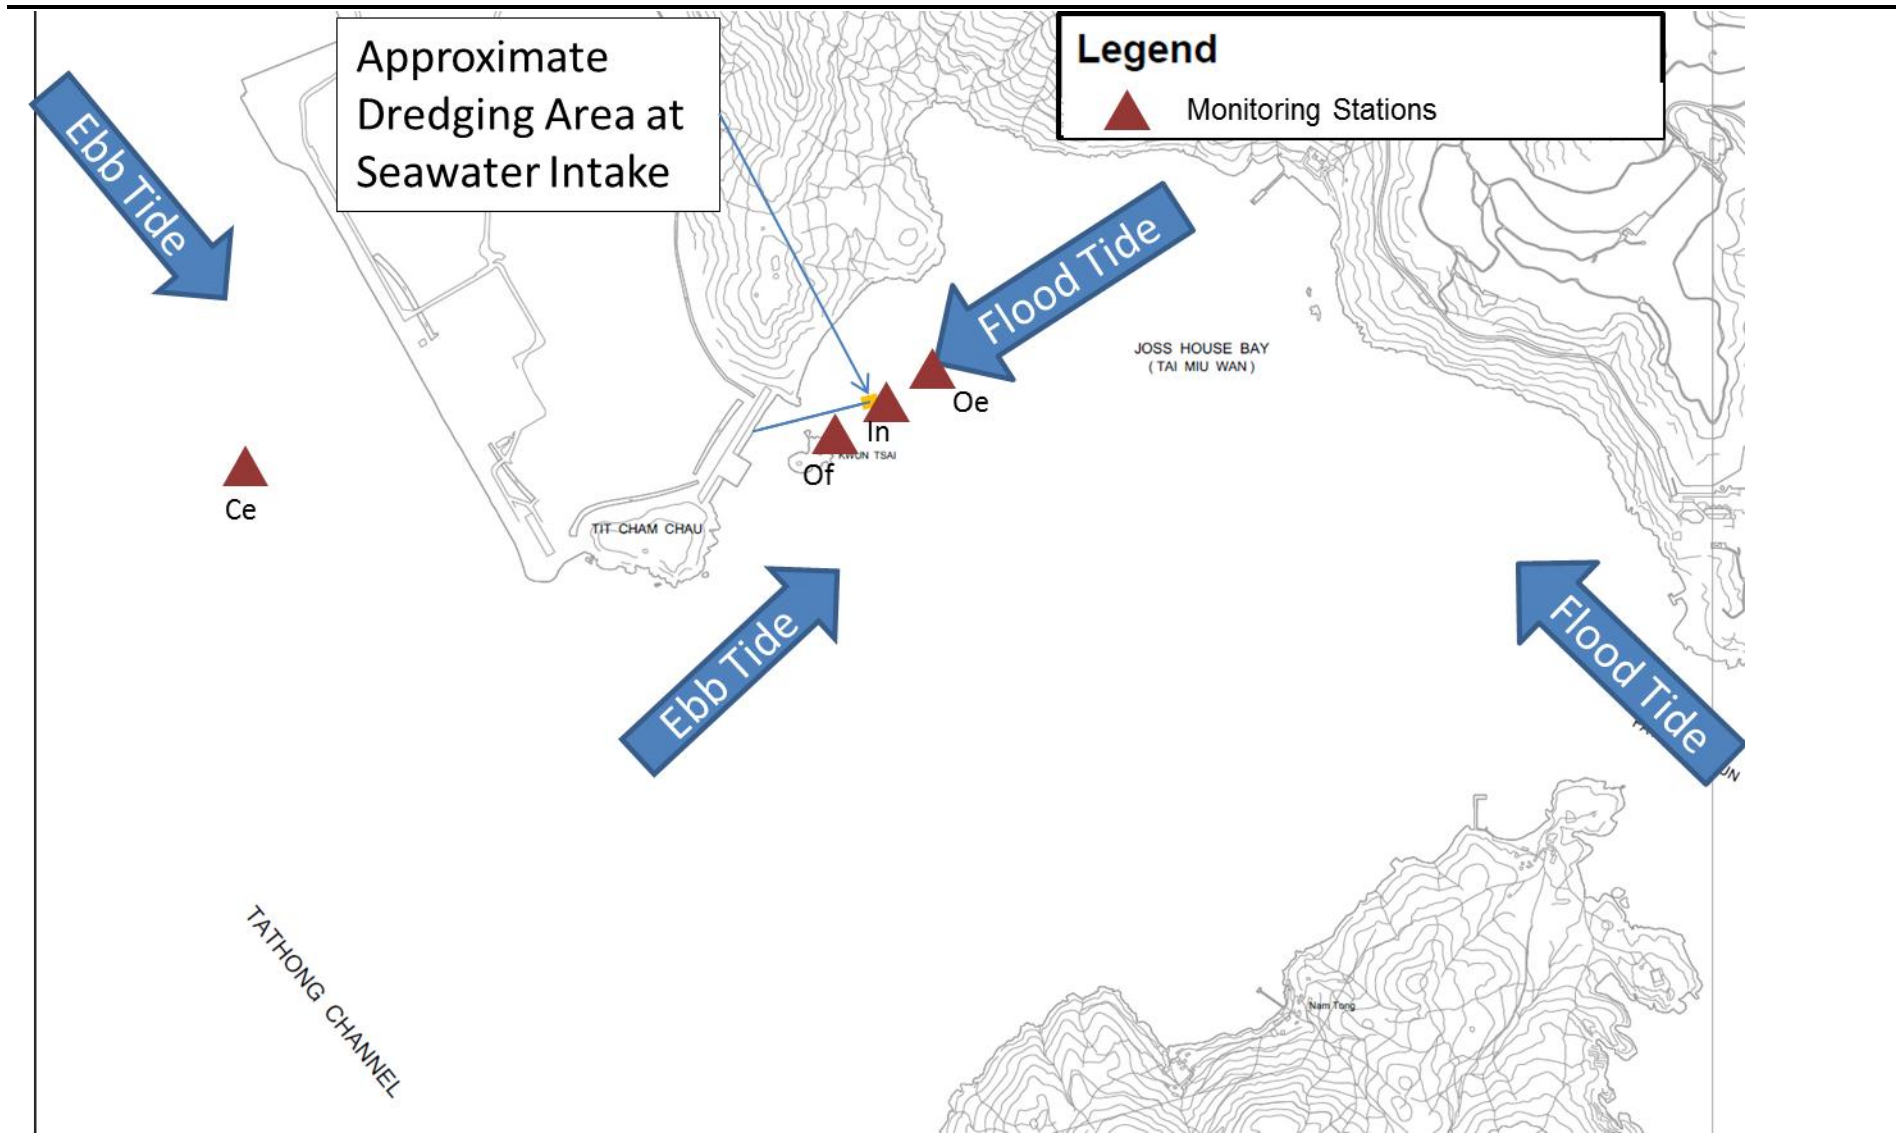 Approximate
Dredging Area at
Seawater Intake
Legend
Monitoring Stations
Ebb Tide
Flood Tide
JOSS HOUSE BAY
( TAI MIU WAN )
Oe
In
KWUN TSAI
Of
Ce
TIT CHAM CHAU
Ebb Tide
Flood Tide
TATHONG CHANNEL
Nam Tong